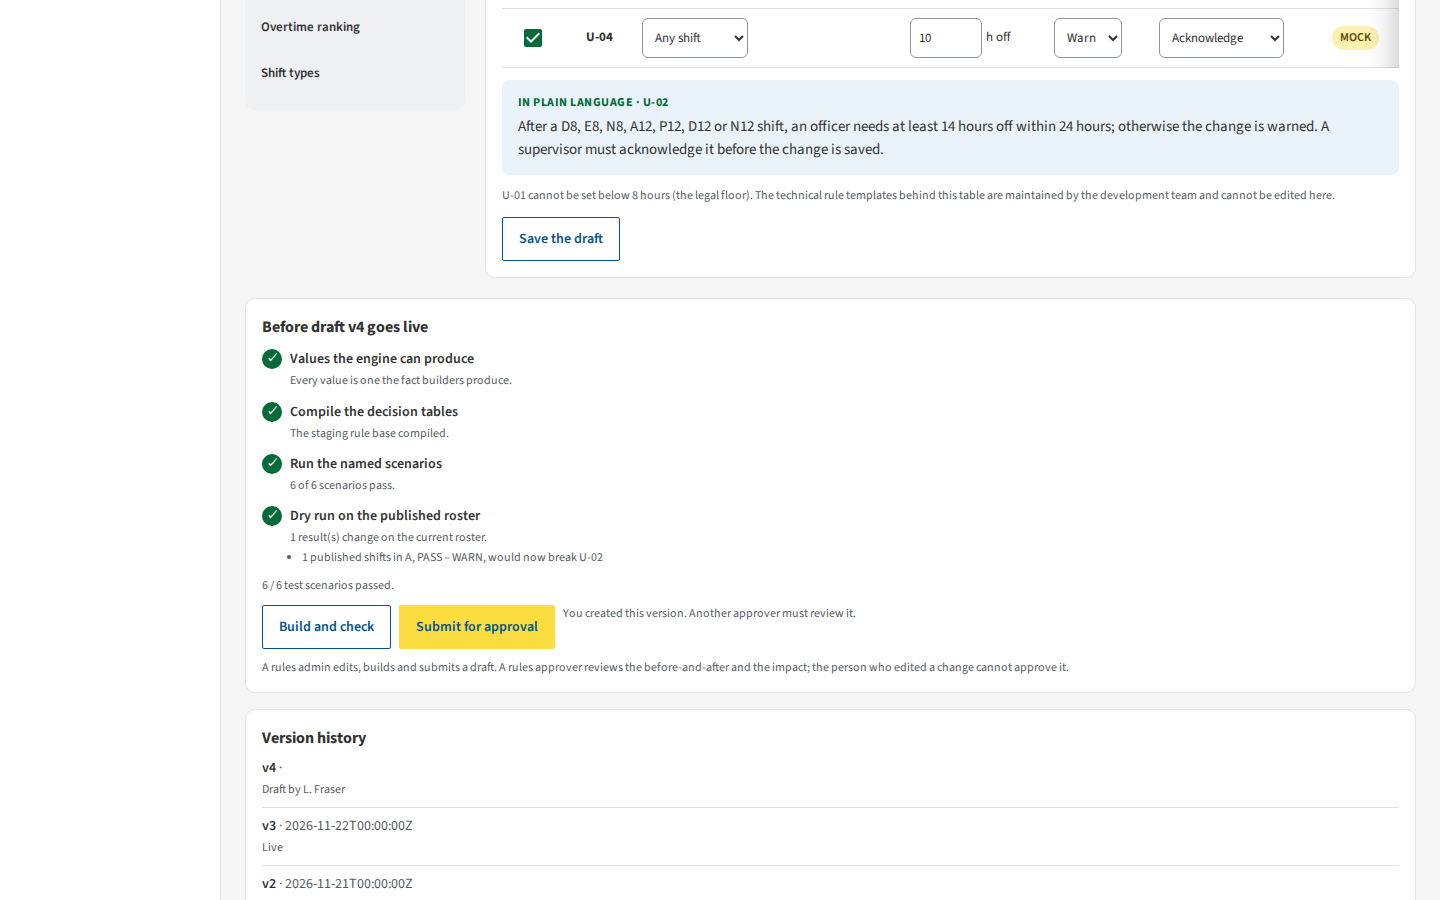 Overtime ranking
Shift types
U-04 Any shift 10 h off Warn Acknowledge MOCK
IN PLAIN LANGUAGE · U-02
After a D8, E8, N8, A12, P12, D12 or N12 shift, an officer needs at least 14 hours off within 24 hours; otherwise the change is warned. A
supervisor must acknowledge it before the change is saved.
U-01 cannot be set below 8 hours (the legal floor). The technical rule templates behind this table are maintained by the development team and cannot be edited here.
Save the draft
Before draft v4 goes live
Values the engine can produce
Every value is one the fact builders produce.
Compile the decision tables
The staging rule base compiled.
Run the named scenarios
6 of 6 scenarios pass.
Dry run on the published roster
1 result(s) change on the current roster.
• 1 published shifts in A, PASS – WARN, would now break U-02
6 / 6 test scenarios passed.
Build and check
Submit for approval
You created this version. Another approver must review it.
A rules admin edits, builds and submits a draft. A rules approver reviews the before-and-after and the impact; the person who edited a change cannot approve it.
Version history
v4 ·
Draft by L. Fraser
v3 · 2026-11-22T00:00:00Z
Live
v2 · 2026-11-21T00:00:00Z